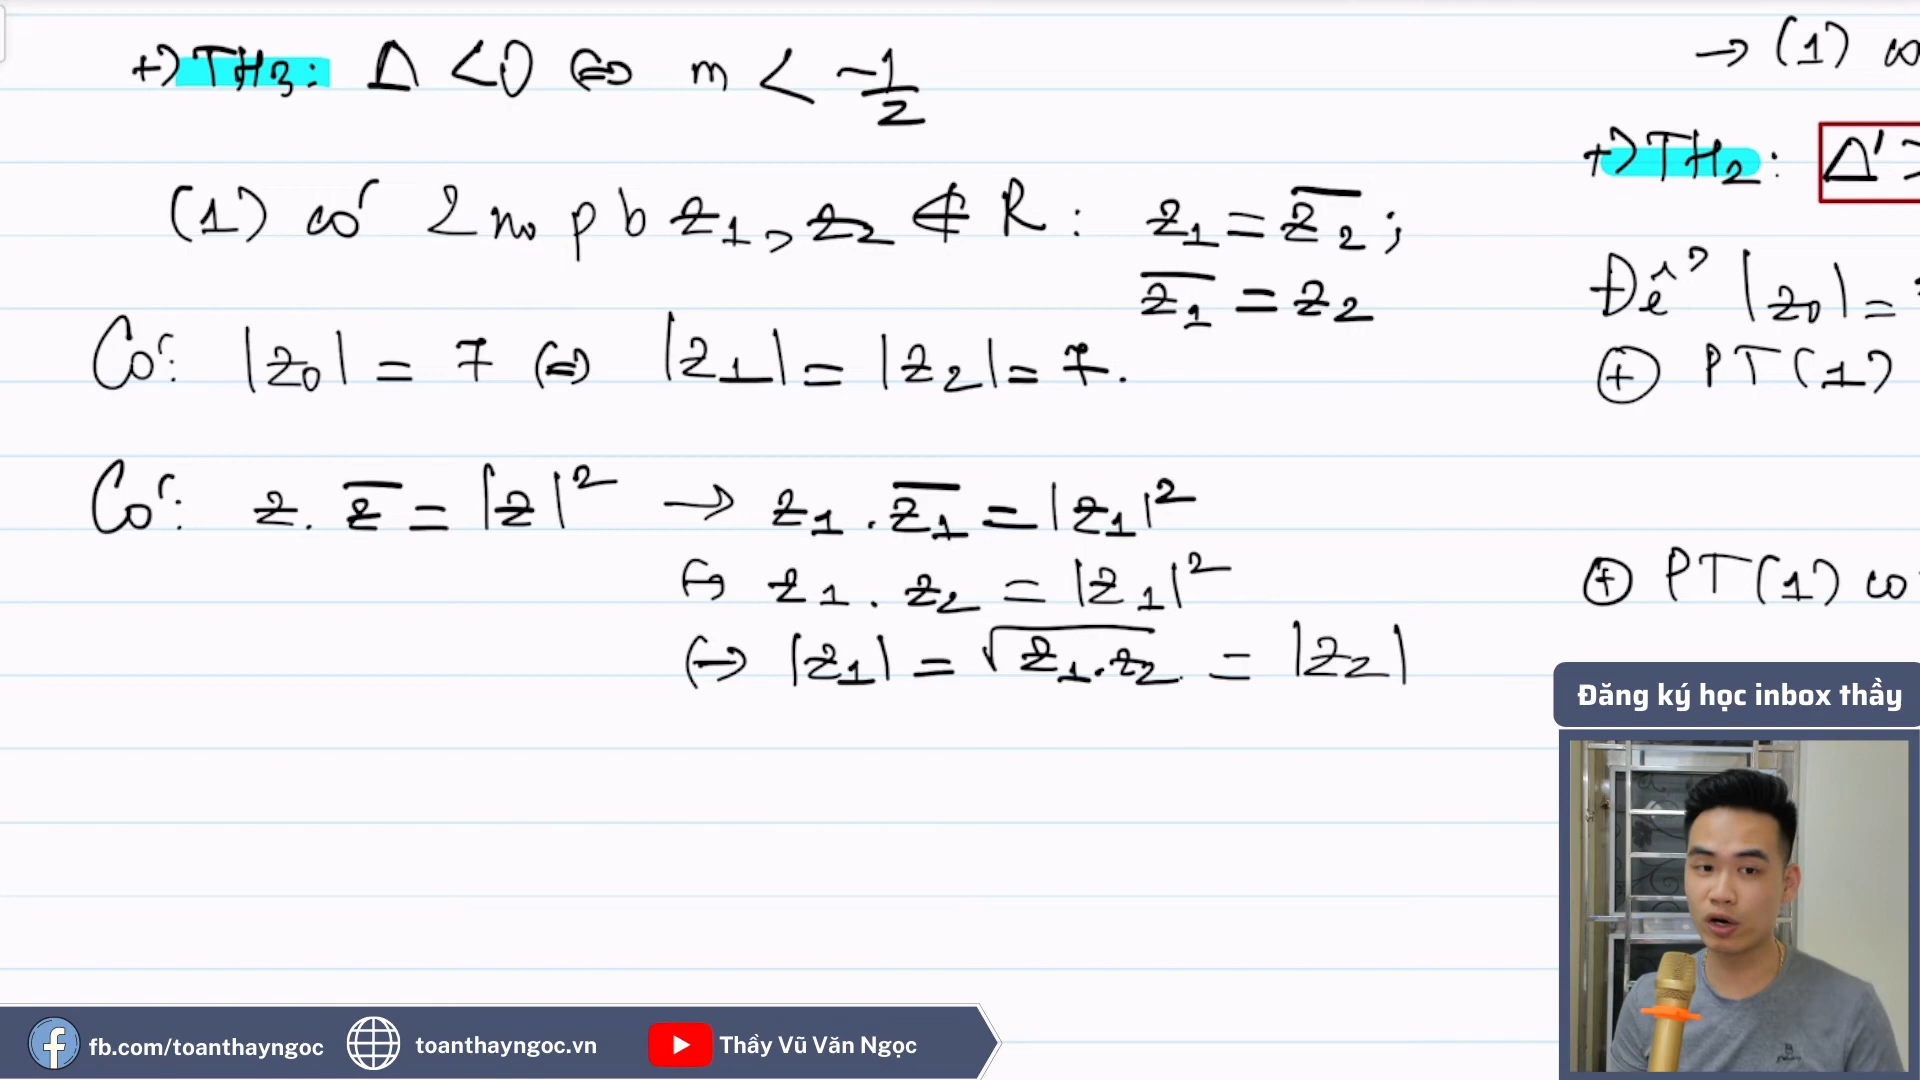 +) TH3: Δ < 0 ⇔ m < -1/2
(1) có 2 no pb z1, z2 ∉ R: z1 = z̅2̅;
z̅1̅ = z2
Có: |z0| = 7 ⇔ |z1| = |z2| = 7.
Có: z. z̅ = |z|² → z1 . z̅1̅ = |z1|²
⇔ z1 . z2 = |z1|²
⇔ |z1| = √(z1.z2) = |z2|
→ (1) có
+) TH2: Δ' >
Để |z0| =
⊕ PT(1)
⊕ PT(1) có
Đăng ký học inbox thầy
fb.com/toanthayngoc
toanthayngoc.vn
Thầy Vũ Văn Ngọc